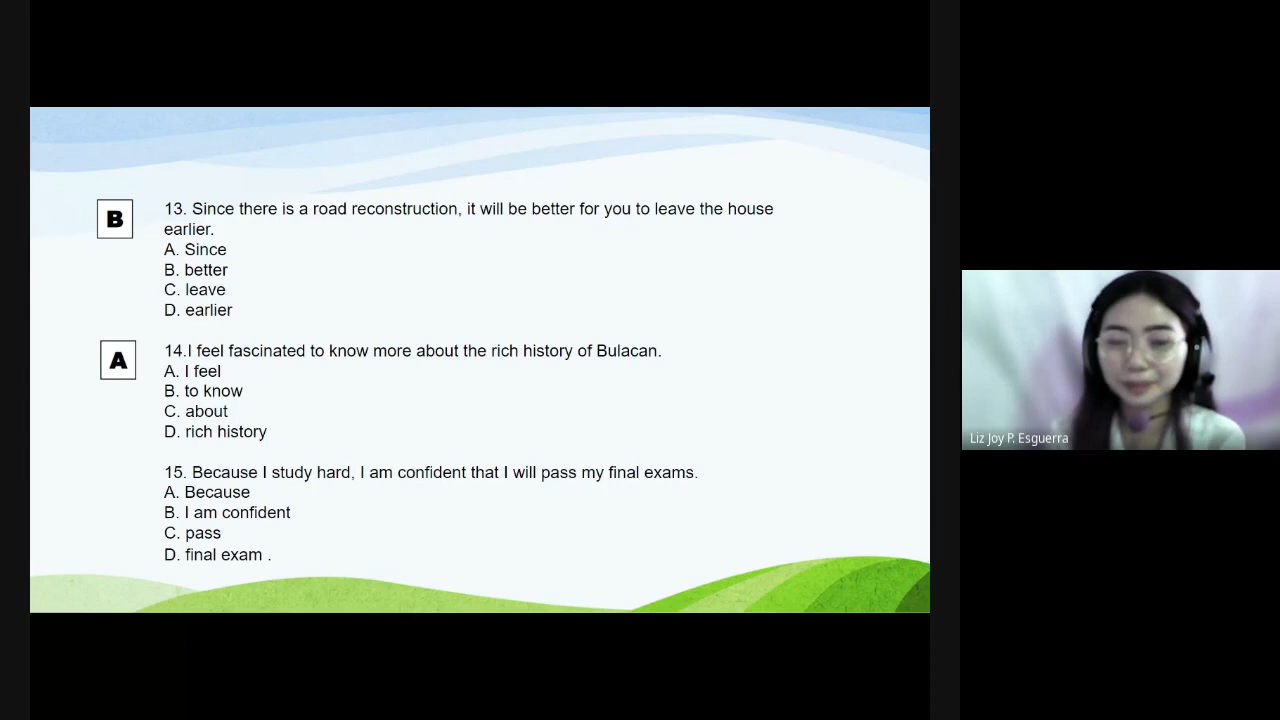 B
13. Since there is a road reconstruction, it will be better for you to leave the house
earlier.
A. Since
B. better
C. leave
D. earlier
A
14.I feel fascinated to know more about the rich history of Bulacan.
A. I feel
B. to know
C. about
D. rich history
15. Because I study hard, I am confident that I will pass my final exams.
A. Because
B. I am confident
C. pass
D. final exam .
Liz Joy P. Esguerra